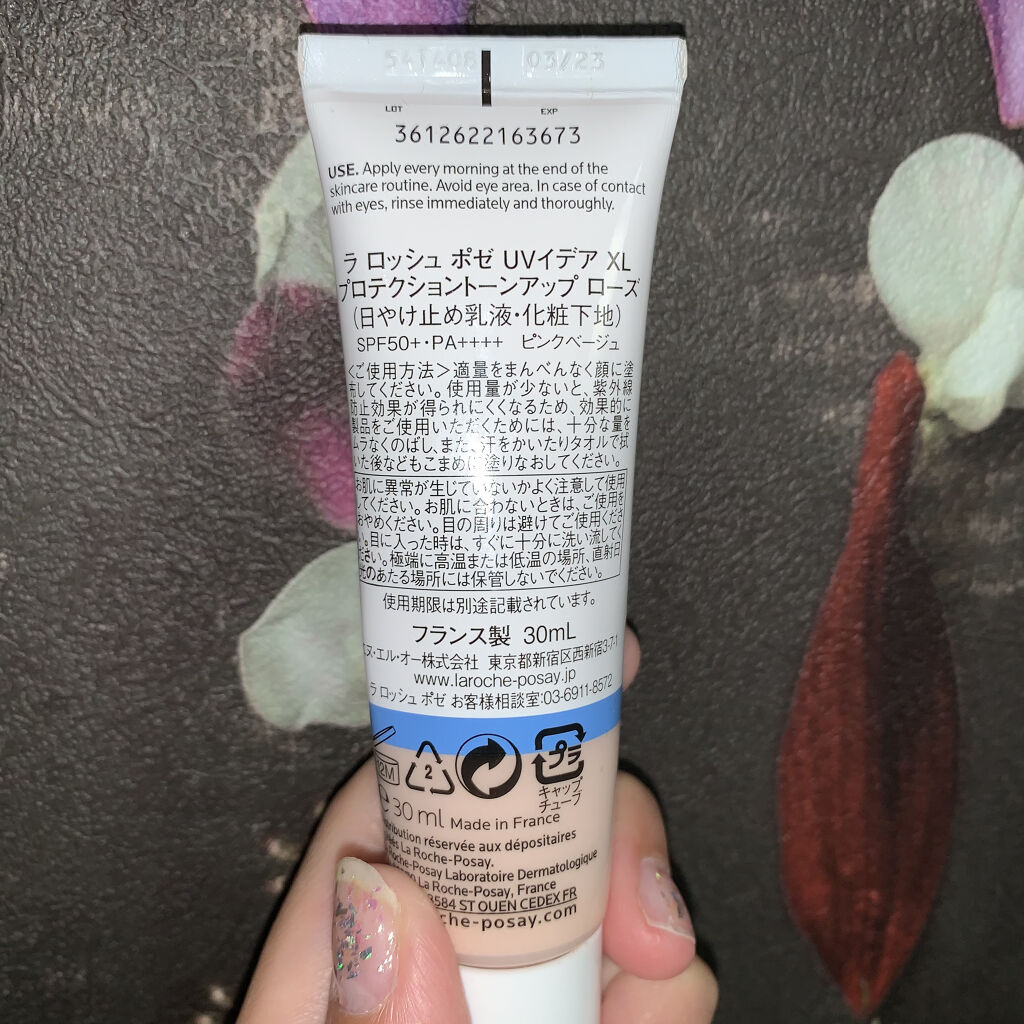 03/23
LOT EXP
3612622163673
USE. Apply every morning at the end of the
skincare routine. Avoid eye area. In case of contact
with eyes, rinse immediately and thoroughly.
ラ ロッシュ ポゼ UVイデア XL
プロテクショントーンアップ ローズ
(日やけ止め乳液・化粧下地)
SPF50+・PA++++ ピンクベージュ
<ご使用方法>適量をまんべんなく顔に塗
布してください。使用量が少ないと、紫外線
防止効果が得られにくくなるため、効果的に
製品をご使用いただくためには、十分な量を
ムラなくのばし、また、汗をかいたりタオルで拭
いた後などもこまめに塗りなおしてください。
お肌に異常が生じていないかよく注意して使用
してください。お肌に合わないときは、ご使用を
おやめください。目の周りは避けてご使用くださ
い。目に入った時は、すぐに十分に洗い流してく
ださい。極端に高温または低温の場所、直射日
光のあたる場所には保管しないでください。
使用期限は別途記載されています。
フランス製 30mL
エヌ・エル・オー株式会社 東京都新宿区西新宿3-7-1
www.laroche-posay.jp
ラ ロッシュ ポゼ お客様相談室:03-6911-8572
12M 2 プラ
キャップ
チューブ
e 30 ml Made in France
réservée aux dépositaires
La Roche-Posay.
Roche-Posay Laboratoire Dermatologique
La Roche-Posay, France
ST OUEN CEDEX FR
che-posay.com